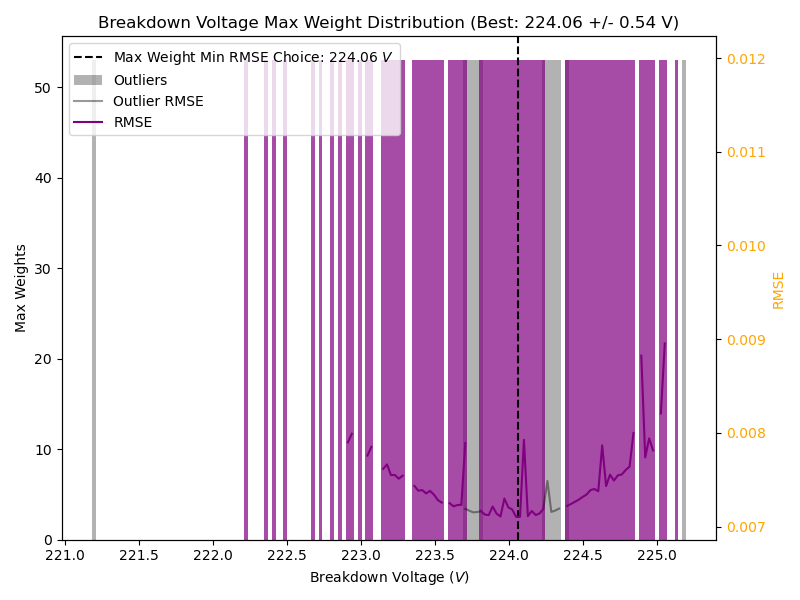 Breakdown Voltage Max Weight Distribution (Best: 224.06 +/- 0.54 V)
Max Weight Min RMSE Choice: 224.06 V
Outliers
Outlier RMSE
RMSE
Max Weights
50
40
30
20
10
0
0.012
0.011
0.010
0.009
0.008
0.007
RMSE
221.0 221.5 222.0 222.5 223.0 223.5 224.0 224.5 225.0
Breakdown Voltage (V)